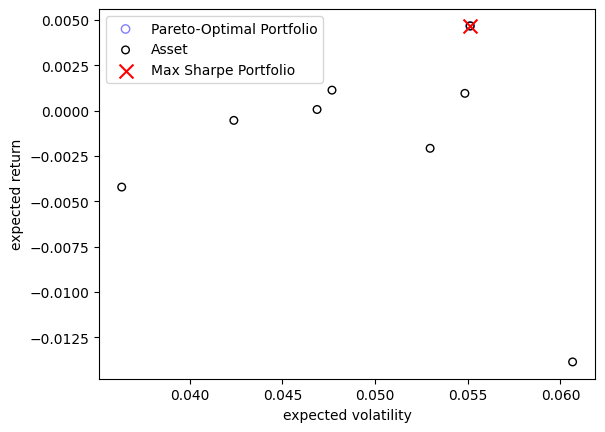 Pareto-Optimal Portfolio
Asset
Max Sharpe Portfolio
0.0050
0.0025
0.0000
−0.0025
−0.0050
−0.0075
−0.0100
−0.0125
expected return
0.040 0.045 0.050 0.055 0.060
expected volatility